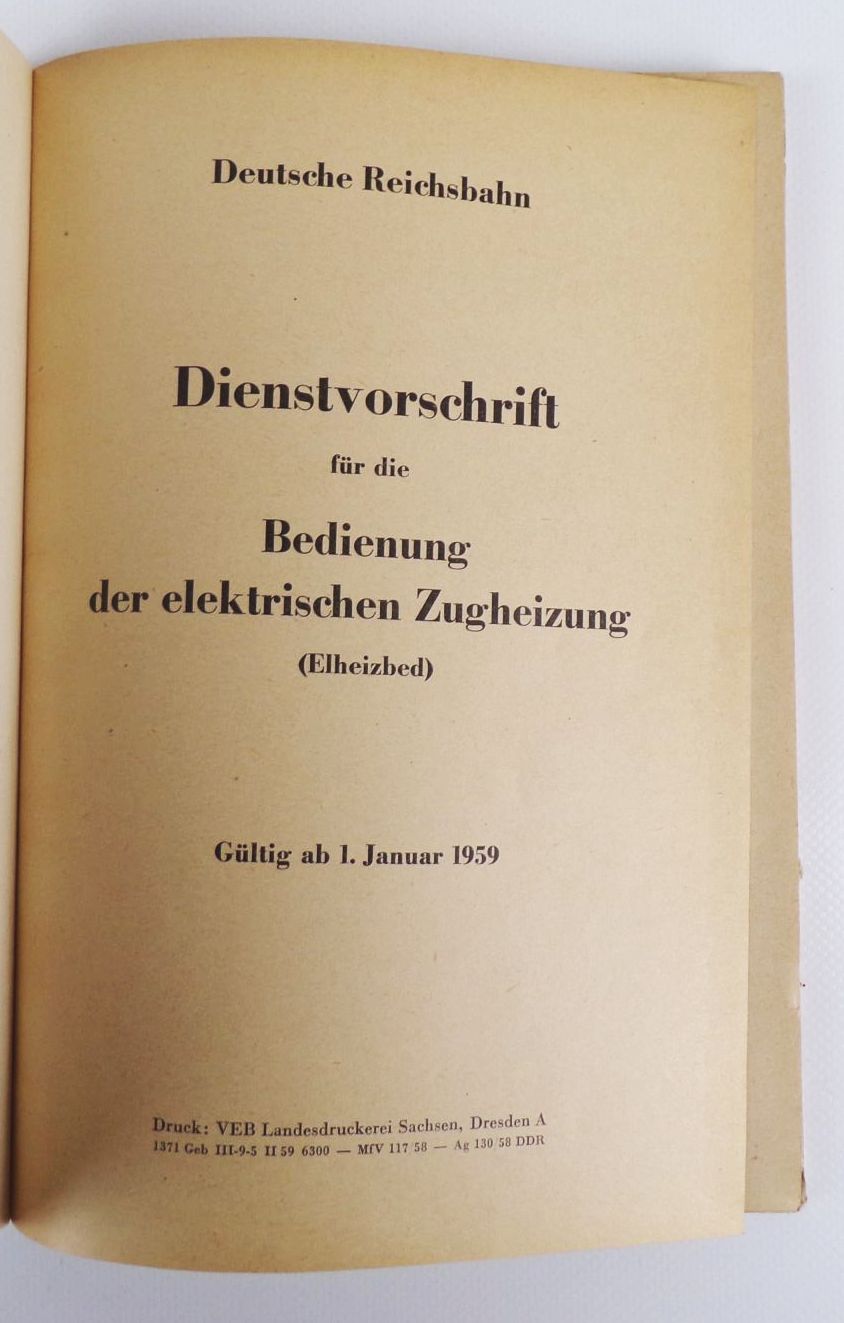 Deutsche Reichsbahn
Dienstvorschrift
für die
Bedienung
der elektrischen Zugheizung
(Elheizbed)
Gültig ab 1. Januar 1959
Druck: VEB Landesdruckerei Sachsen, Dresden A
1371 Geb III-9-5 II 59 6300 — MfV 117 58 — Ag 130 58 DDR